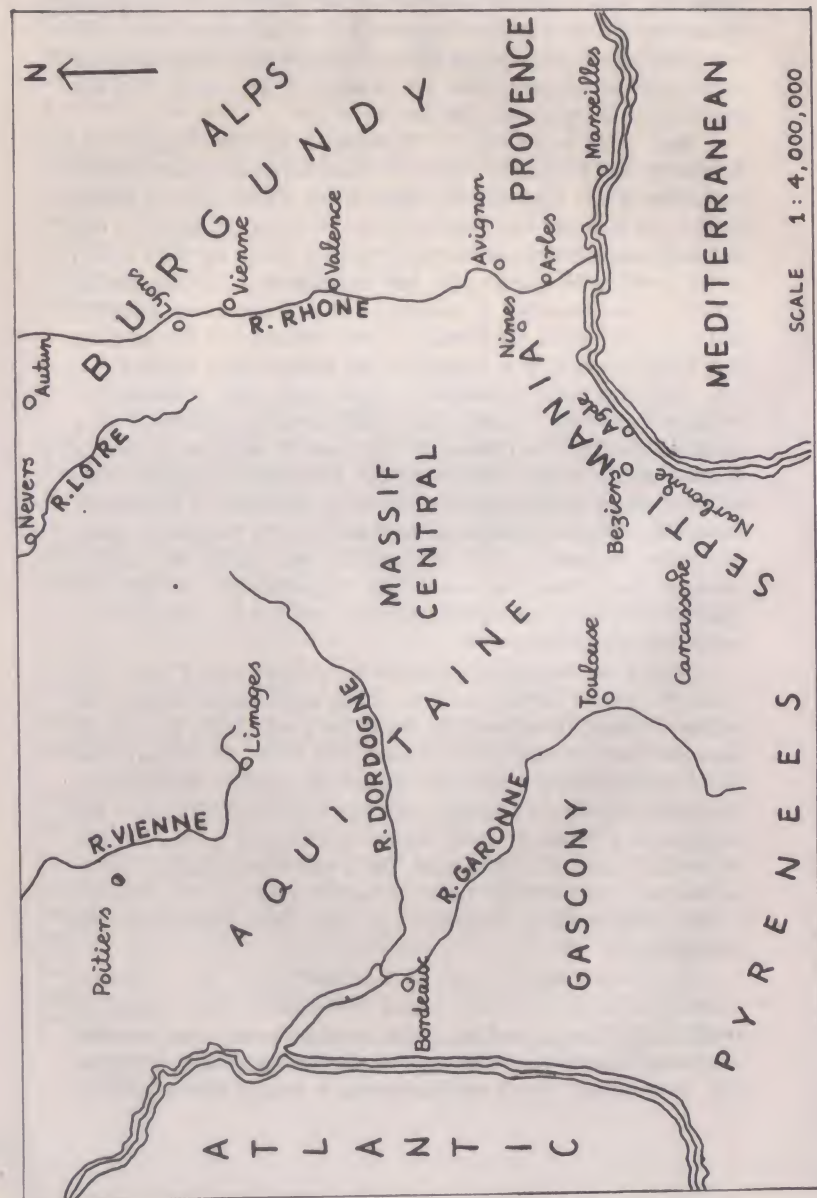 N
ALPS
BURGUNDY
Autun
Nevers
R. LOIRE
Lyons
Vienne
Valence
R. RHONE
Avignon
PROVENCE
Nimes
Arles
Marseilles
MASSIF
CENTRAL
R. VIENNE
Poitiers
Limoges
AQUITAINE
R. DORDOGNE
Bordeaux
R. GARONNE
GASCONY
Toulouse
SEPTIMANIA
Agde
Beziers
Narbonne
Carcassone
ATLANTIC
PYRENEES
MEDITERRANEAN
SCALE 1 : 4,000,000